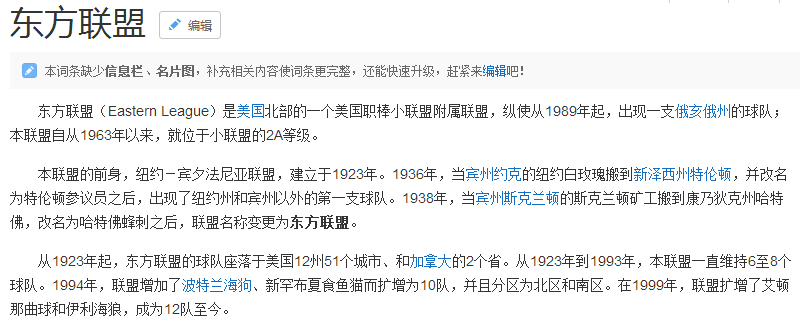 东方联盟 编辑
本词条缺少信息栏、名片图，补充相关内容使词条更完整，还能快速升级，赶紧来编辑吧！
东方联盟（Eastern League）是美国北部的一个美国职棒小联盟附属联盟，纵使从1989年起，出现一支俄亥俄州的球队；
本联盟自从1963年以来，就位于小联盟的2A等级。
本联盟的前身，纽约－宾夕法尼亚联盟，建立于1923年。1936年，当宾州约克的纽约白玫瑰搬到新泽西州特伦顿，并改名
为特伦顿参议员之后，出现了纽约州和宾州以外的第一支球队。1938年，当宾州斯克兰顿的斯克兰顿矿工搬到康乃狄克州哈特
佛，改名为哈特佛蜂刺之后，联盟名称变更为东方联盟。
从1923年起，东方联盟的球队座落于美国12州51个城市、和加拿大的2个省。从1923年到1993年，本联盟一直维持6至8个
球队。1994年，联盟增加了波特兰海狗、新罕布夏食鱼猫而扩增为10队，并且分区为北区和南区。在1999年，联盟扩增了艾顿
那曲球和伊利海狼，成为12队至今。